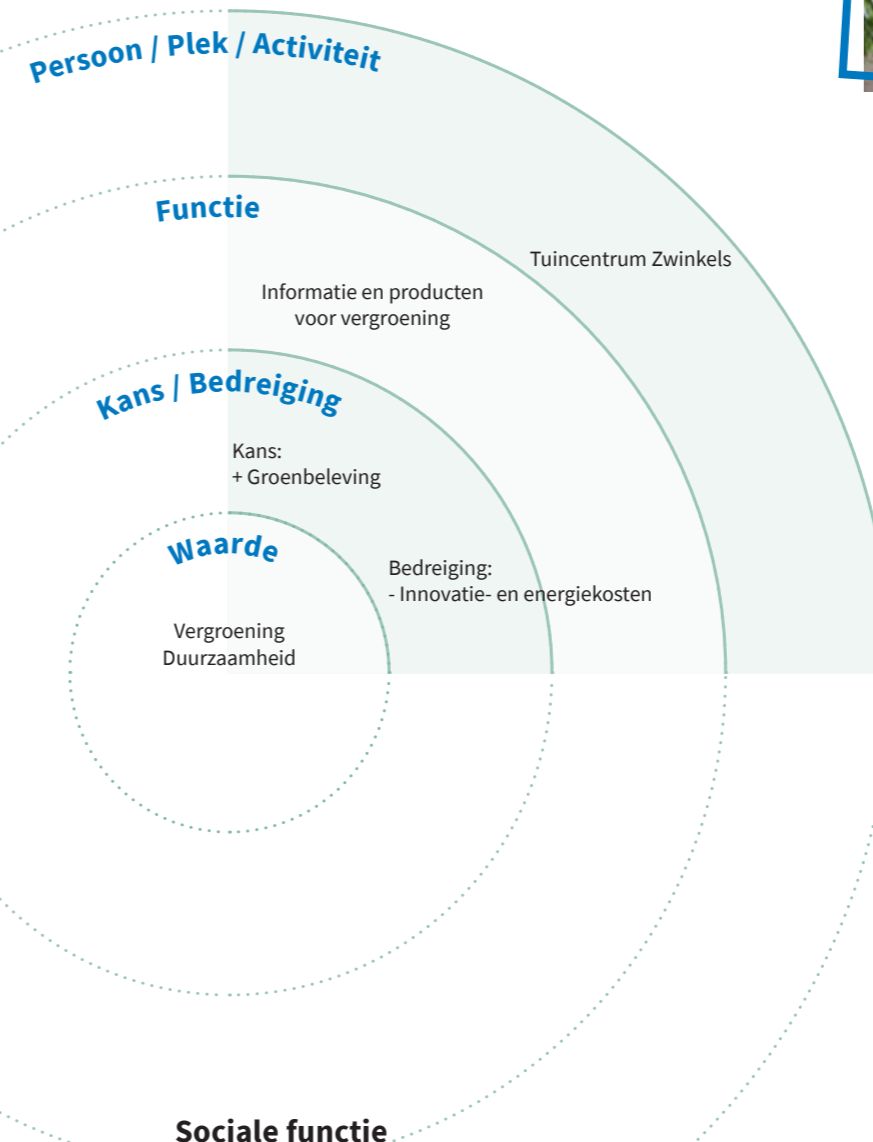 Persoon / Plek / Activiteit
Functie
Tuincentrum Zwinkels
Informatie en producten
voor vergroening
Kans / Bedreiging
Kans:
+ Groenbeleving
Waarde
Bedreiging:
- Innovatie- en energiekosten
Vergroening
Duurzaamheid
Sociale functie